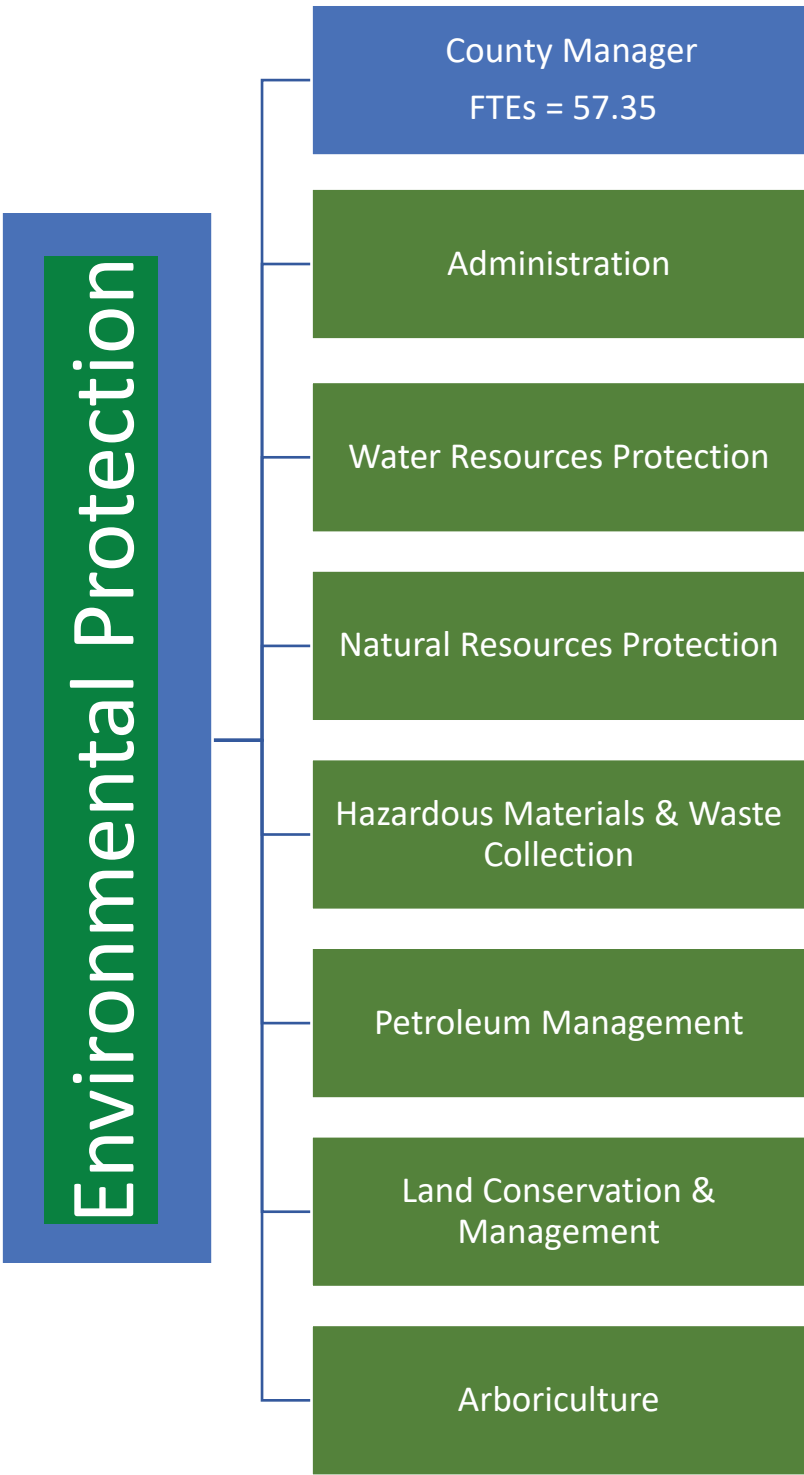 Environmental Protection
County Manager
FTEs = 57.35
Administration
Water Resources Protection
Natural Resources Protection
Hazardous Materials & Waste
Collection
Petroleum Management
Land Conservation &
Management
Arboriculture